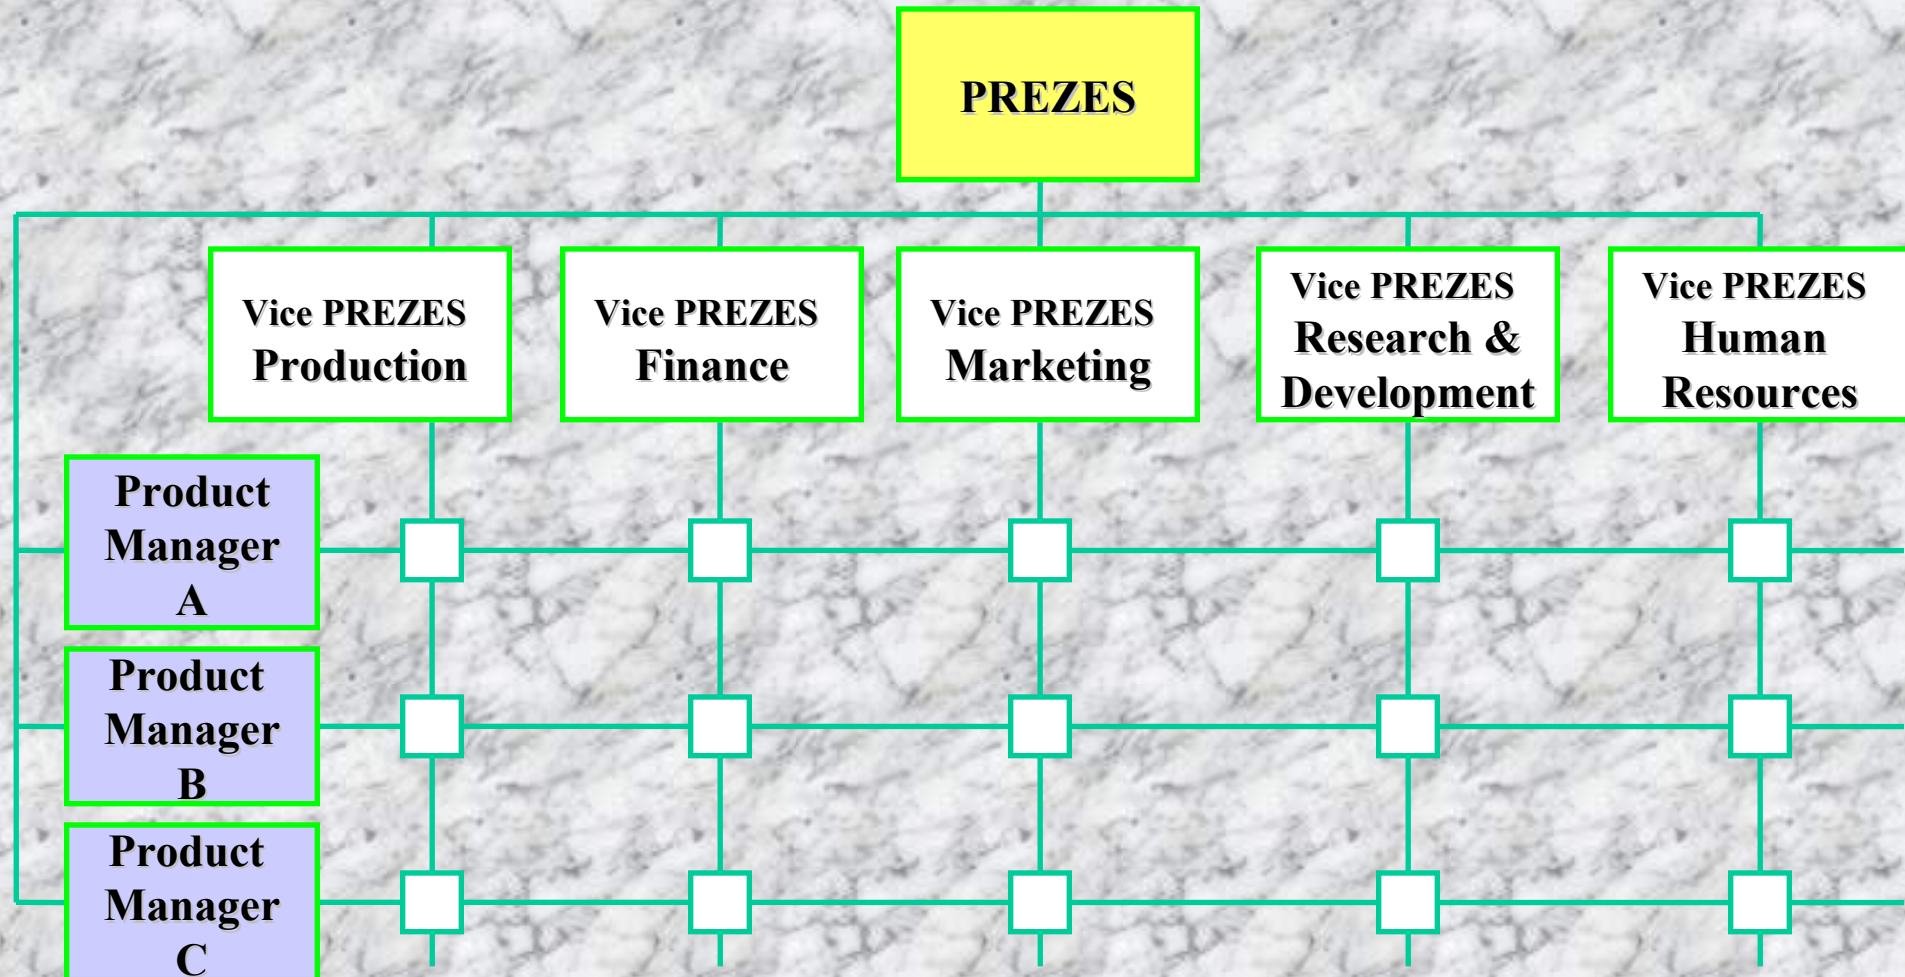 PREZES
Vice PREZES
Production
Vice PREZES
Finance
Vice PREZES
Marketing
Vice PREZES
Research &
Development
Vice PREZES
Human
Resources
Product
Manager
A
Product
Manager
B
Product
Manager
C